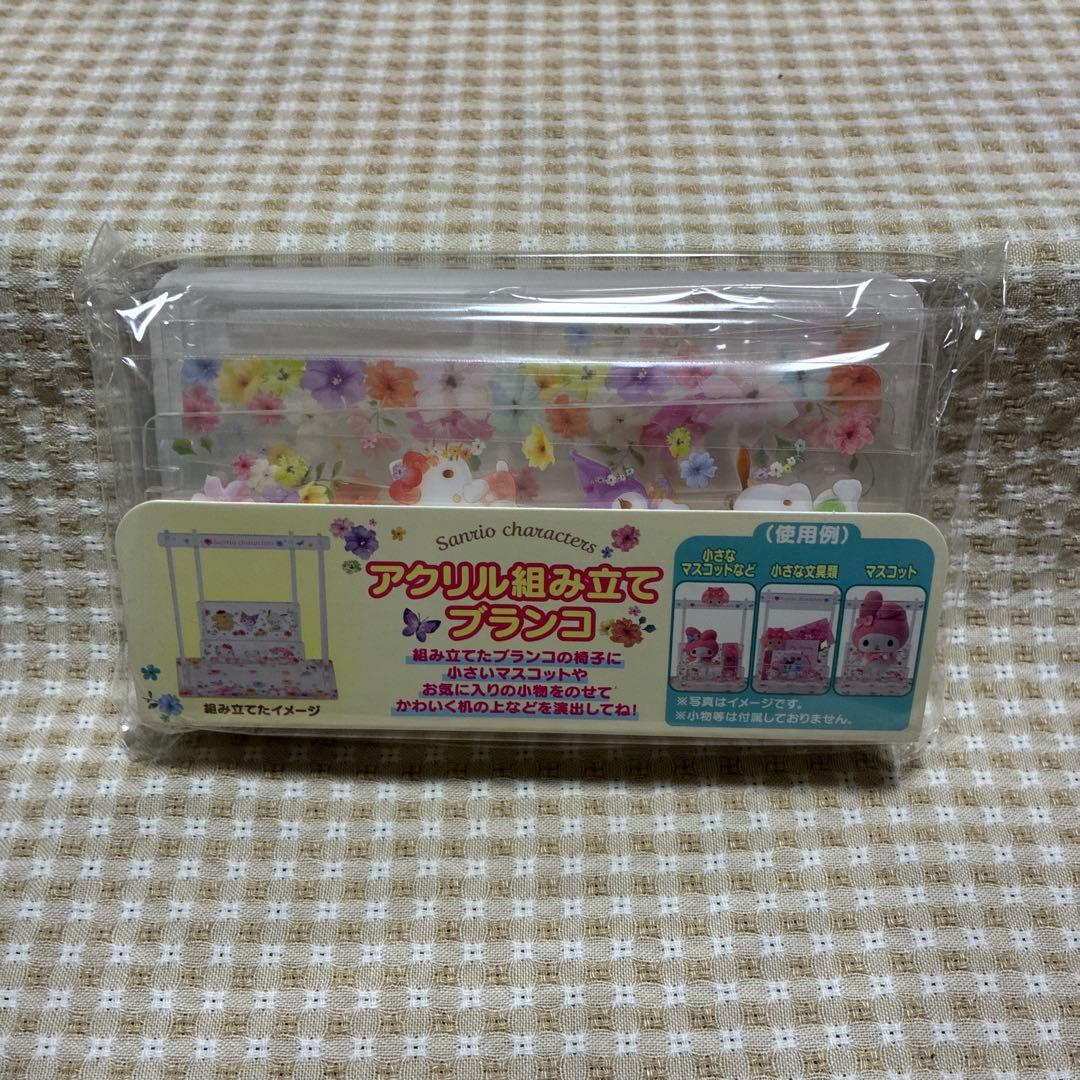 Sanrio characters
アクリル組み立て
ブランコ
組み立てたブランコの椅子に
小さいマスコットや
お気に入りの小物をのせて
かわいく机の上などを演出してね!
Sanrio characters
組み立てたイメージ
(使用例)
小さな
マスコットなど
小さな文具類
マスコット
※写真はイメージです。
※小物等は付属しておりません。